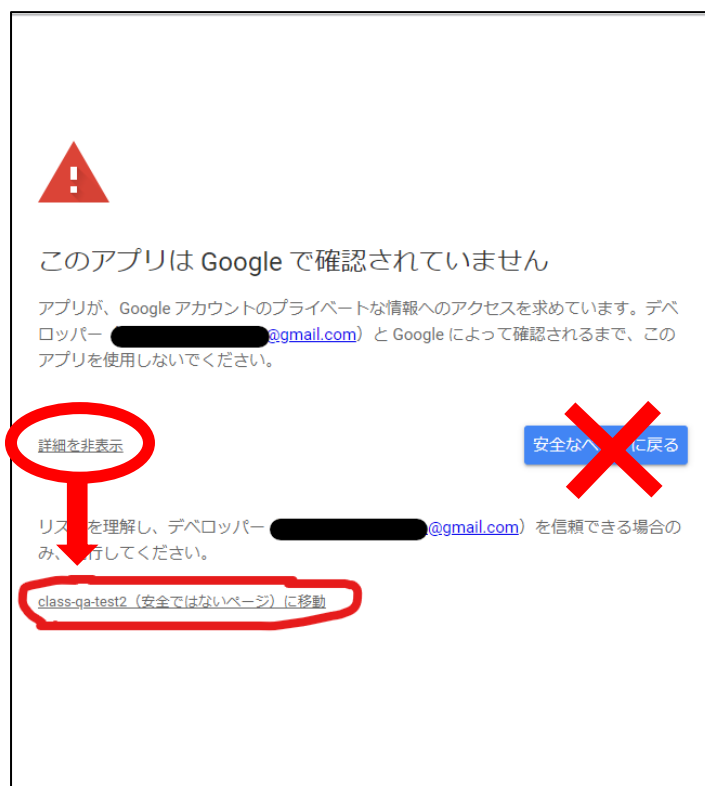 このアプリは Google で確認されていません
アプリが、Google アカウントのプライベートな情報へのアクセスを求めています。デベ
ロッパー（ @gmail.com）と Google によって確認されるまで、この
アプリを使用しないでください。
詳細を非表示
安全な に戻る
を理解し、デベロッパー（ @gmail.com）を信頼できる場合の
み、 行してください。
class-qa-test2（安全ではないページ）に移動